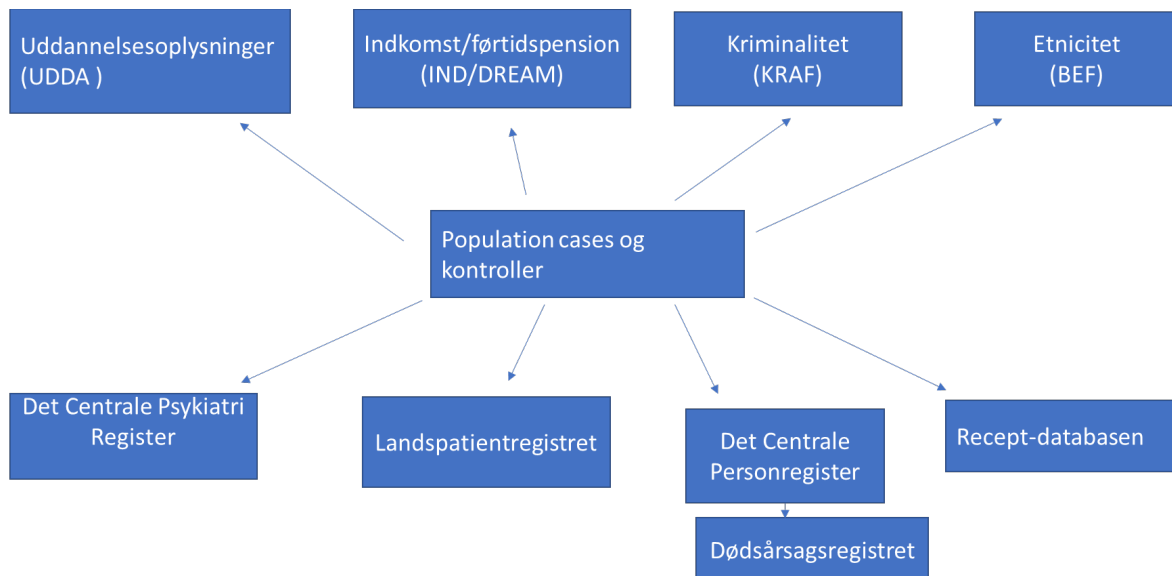 Uddannelsesoplysninger
(UDDA )
Indkomst/førtidspension
(IND/DREAM)
Kriminalitet
(KRAF)
Etnicitet
(BEF)
Population cases og
kontroller
Det Centrale Psykiatri
Register
Landspatientregistret
Det Centrale
Personregister
Recept-databasen
Dødsårsagsregistret